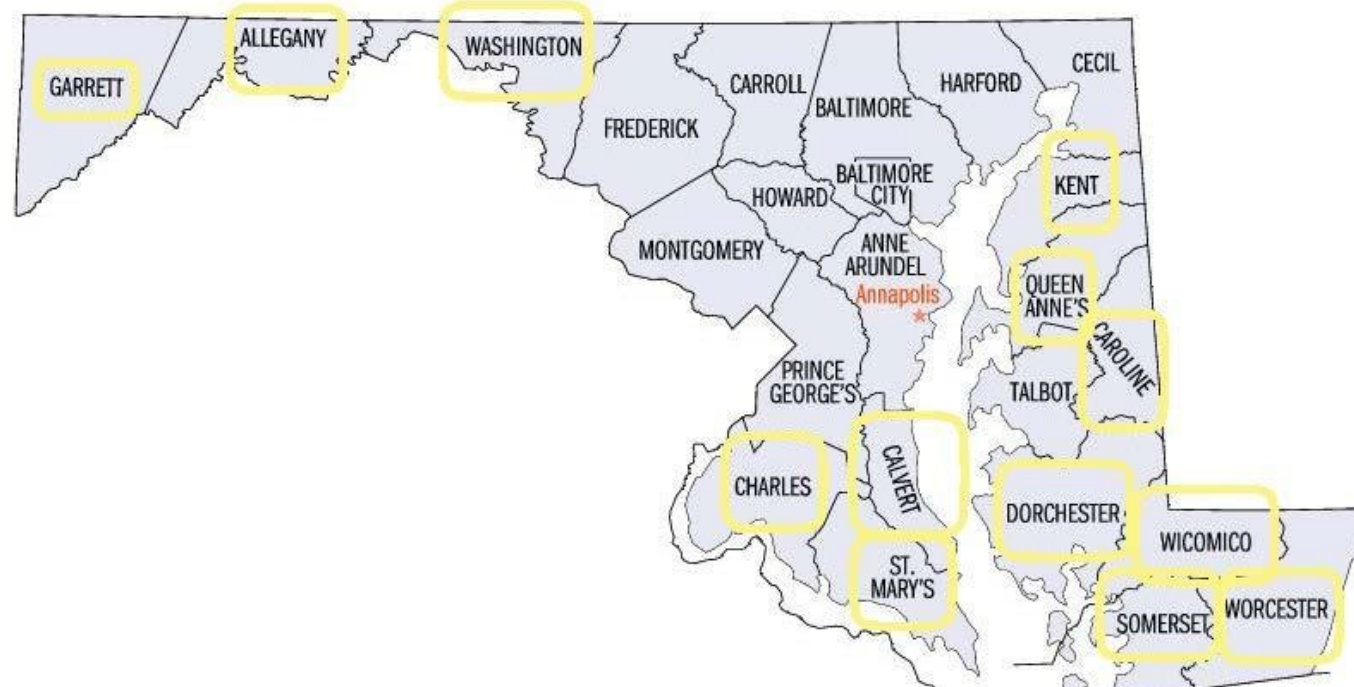 GARRETT
ALLEGANY
WASHINGTON
FREDERICK
CARROLL
BALTIMORE
HARFORD
CECIL
BALTIMORE
CITY
HOWARD
KENT
MONTGOMERY
ANNE
ARUNDEL
Annapolis
QUEEN
ANNE'S
CAROLINE
PRINCE
GEORGE'S
TALBOT
CHARLES
CALVERT
DORCHESTER
WICOMICO
ST.
MARY'S
SOMERSET
WORCESTER